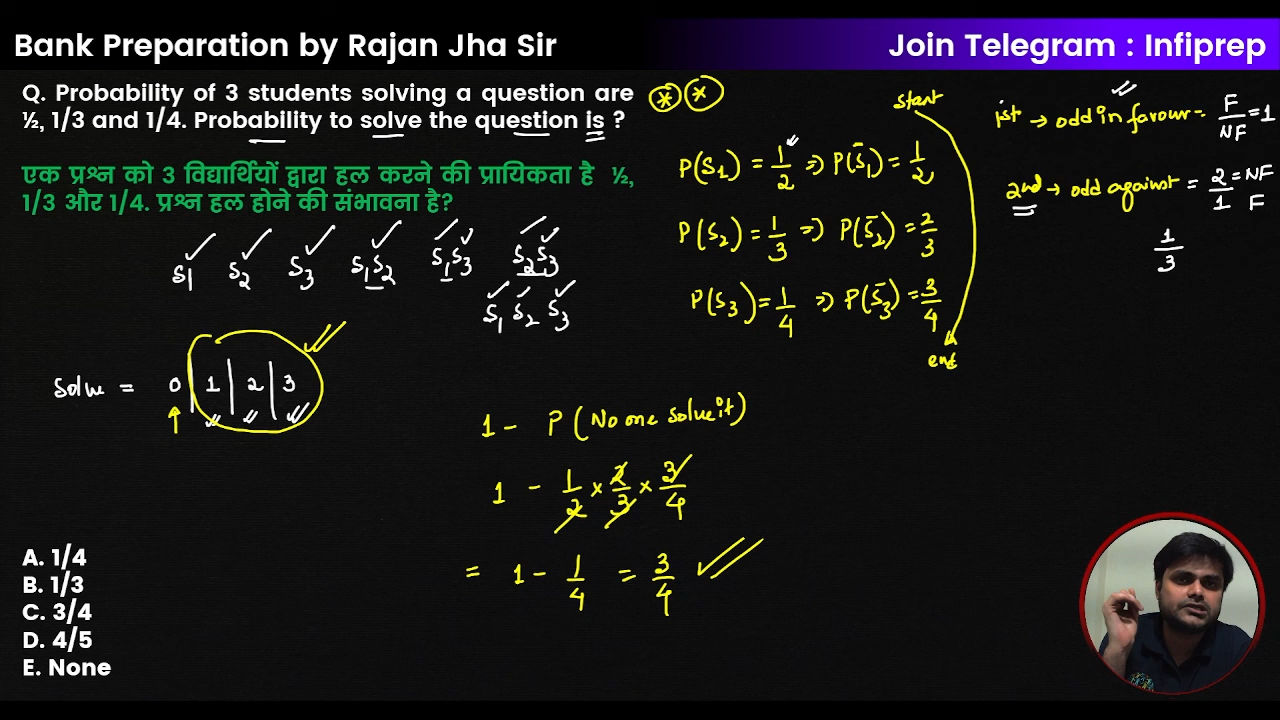 Bank Preparation by Rajan Jha Sir
Join Telegram : Infiprep
Q. Probability of 3 students solving a question are
½, 1/3 and 1/4. Probability to solve the question is ?
एक प्रश्न को 3 विद्यार्थियों द्वारा हल करने की प्रायिकता है ½,
1/3 और 1/4. प्रश्न हल होने की संभावना है?
S1 S2 S3 S1S2 S1S3 S2S3
S1 S2 S3
Solve = 0 | 1 | 2 | 3
start
P(S1) = 1/2 => P(S̄1) = 1/2
P(S2) = 1/3 => P(S̄2) = 2/3
P(S3) = 1/4 => P(S̄3) = 3/4
end
1st → odd in favour = F/NF = 1
2nd → odd against = 2/1 = NF/F
1/3
1 - P (No one solve it)
1 - 1/2 × 2/3 × 3/4
= 1 - 1/4 = 3/4
A. 1/4
B. 1/3
C. 3/4
D. 4/5
E. None